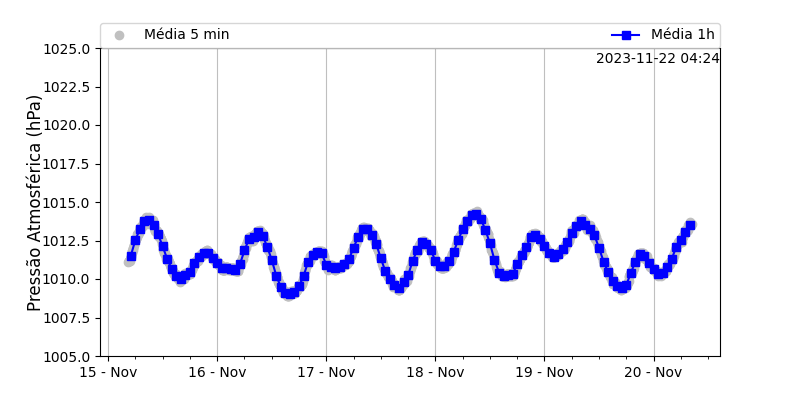 Média 5 min
Média 1h
2023-11-22 04:24
Pressão Atmosférica (hPa)
1025.0
1022.5
1020.0
1017.5
1015.0
1012.5
1010.0
1007.5
1005.0
15 - Nov
16 - Nov
17 - Nov
18 - Nov
19 - Nov
20 - Nov